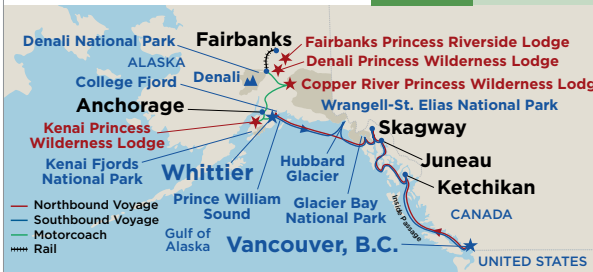 Denali National Park
Fairbanks
Fairbanks Princess Riverside Lodge
ALASKA
Denali
Denali Princess Wilderness Lodge
College Fjord
Copper River Princess Wilderness Lodg
Anchorage
Wrangell-St. Elias National Park
Kenai Princess
Wilderness Lodge
Skagway
Kenai Fjords
National Park
Whittier
Hubbard
Glacier
Juneau
Ketchikan
Northbound Voyage
Southbound Voyage
Motorcoach
Rail
Prince William
Sound
Glacier Bay
National Park
Inside Passage
CANADA
Gulf of
Alaska
Vancouver, B.C.
UNITED STATES